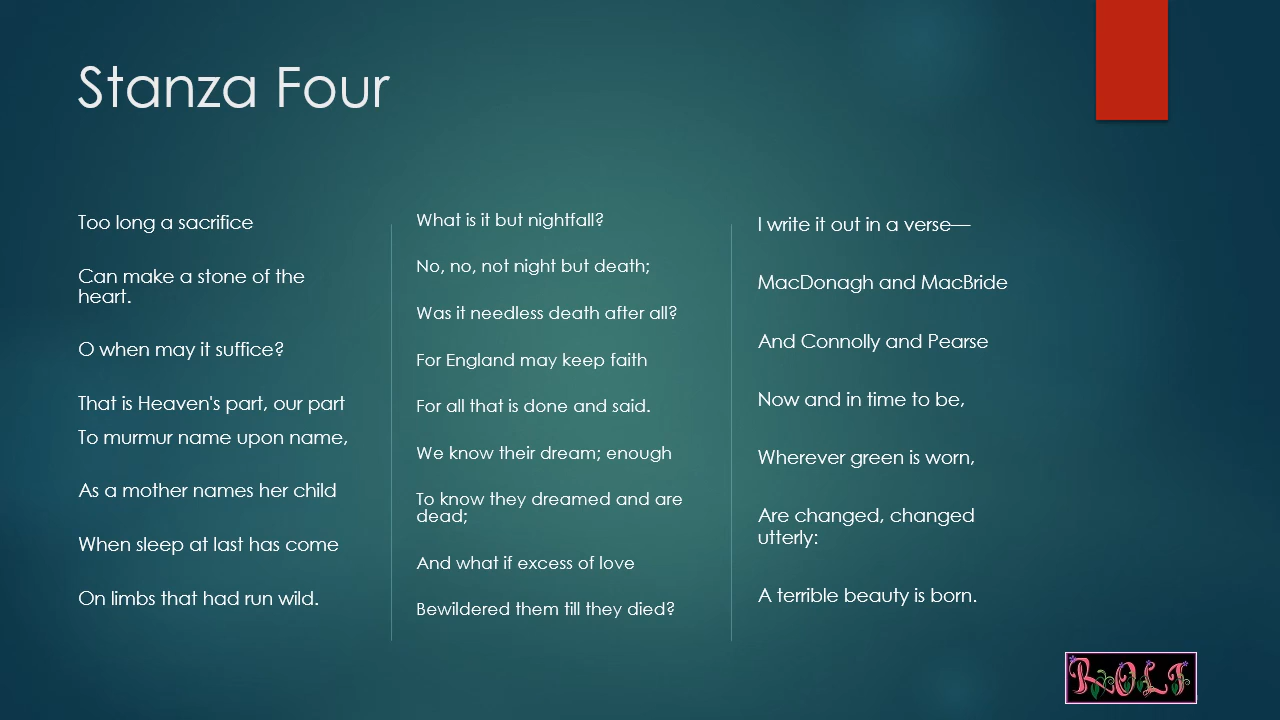 Stanza Four
Too long a sacrifice
Can make a stone of the
heart.
O when may it suffice?
That is Heaven's part, our part
To murmur name upon name,
As a mother names her child
When sleep at last has come
On limbs that had run wild.
What is it but nightfall?
No, no, not night but death;
Was it needless death after all?
For England may keep faith
For all that is done and said.
We know their dream; enough
To know they dreamed and are
dead;
And what if excess of love
Bewildered them till they died?
I write it out in a verse—
MacDonagh and MacBride
And Connolly and Pearse
Now and in time to be,
Wherever green is worn,
Are changed, changed
utterly:
A terrible beauty is born.
ROLI